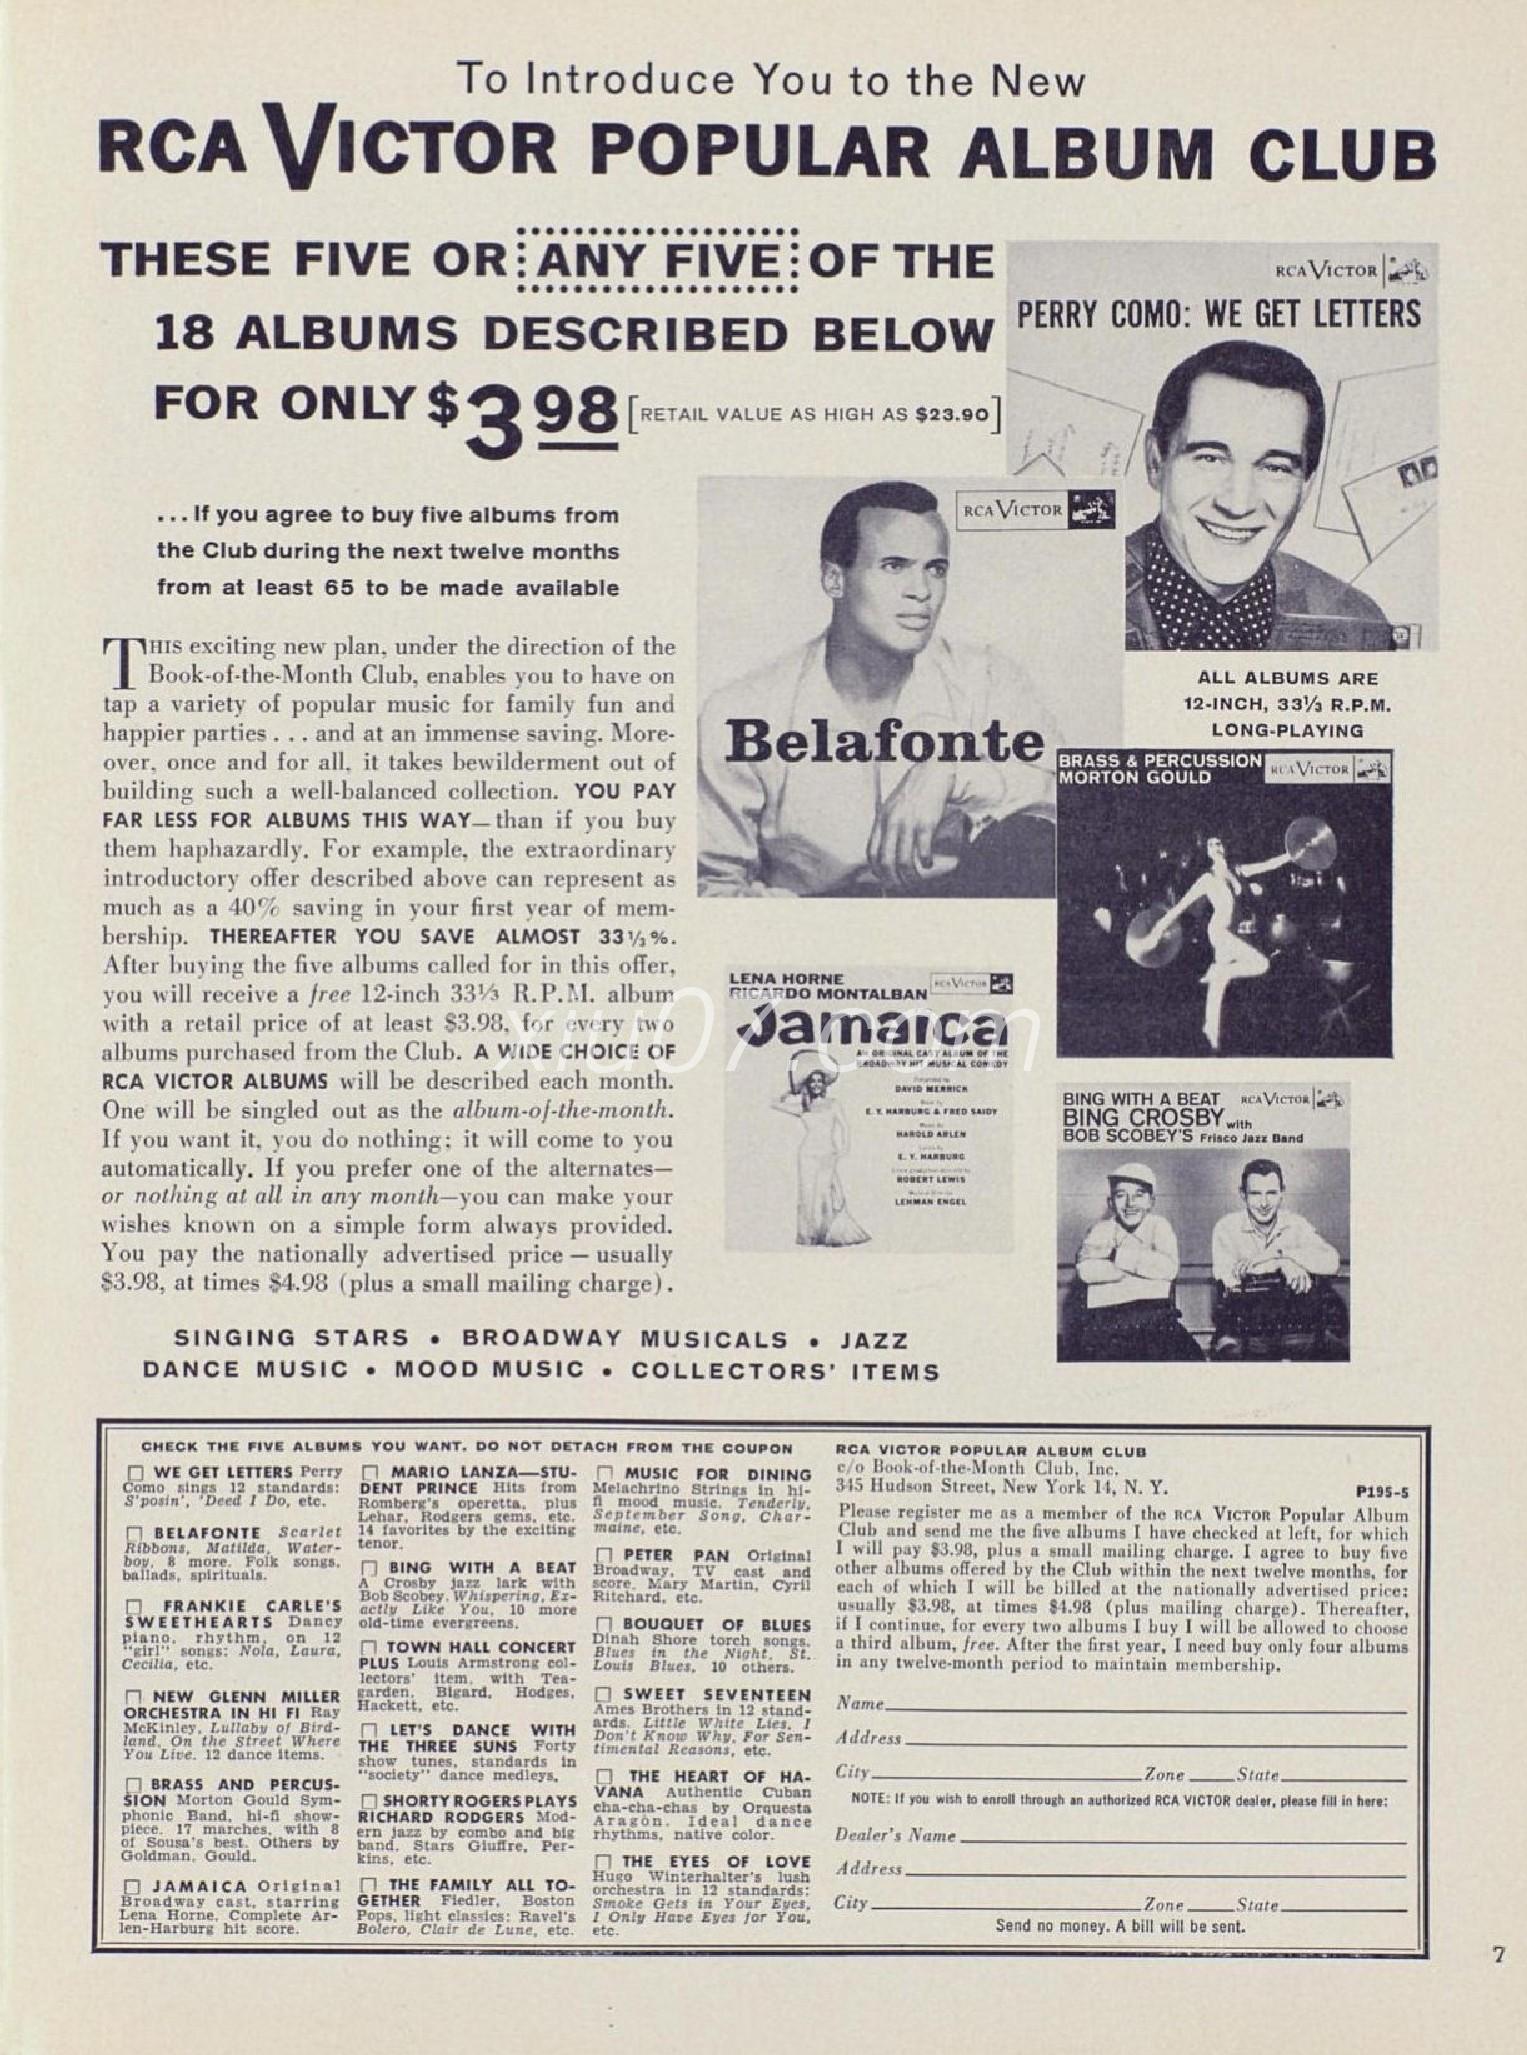 To Introduce You to the New
RCA VICTOR POPULAR ALBUM CLUB
THESE FIVE OR ANY FIVE OF THE
18 ALBUMS DESCRIBED BELOW
FOR ONLY $3 98 [RETAIL VALUE AS HIGH AS $23.90]
...If you agree to buy five albums from
the Club during the next twelve months
from at least 65 to be made available
THIS exciting new plan, under the direction of the
Book-of-the-Month Club, enables you to have on
tap a variety of popular music for family fun and
happier parties . . . and at an immense saving. More-
over, once and for all, it takes bewilderment out of
building such a well-balanced collection. YOU PAY
FAR LESS FOR ALBUMS THIS WAY—than if you buy
them haphazardly. For example, the extraordinary
introductory offer described above can represent as
much as a 40% saving in your first year of mem-
bership. THEREAFTER YOU SAVE ALMOST 33⅓%.
After buying the five albums called for in this offer,
you will receive a free 12-inch 33⅓ R.P.M. album
with a retail price of at least $3.98, for every two
albums purchased from the Club. A WIDE CHOICE OF
RCA VICTOR ALBUMS will be described each month.
One will be singled out as the album-of-the-month.
If you want it, you do nothing; it will come to you
automatically. If you prefer one of the alternates—
or nothing at all in any month—you can make your
wishes known on a simple form always provided.
You pay the nationally advertised price — usually
$3.98, at times $4.98 (plus a small mailing charge).
RCA VICTOR
PERRY COMO: WE GET LETTERS
RCA VICTOR
Belafonte
ALL ALBUMS ARE
12-INCH, 33⅓ R.P.M.
LONG-PLAYING
BRASS & PERCUSSION
MORTON GOULD
RCA VICTOR
LENA HORNE
RICARDO MONTALBAN
RCA VICTOR
Jamaica
AN ORIGINAL CAST ALBUM OF THE
BROADWAY HIT MUSICAL COMEDY
DAVID MERRICK
E. Y. HARBURG & FRED SAIDY
HAROLD ARLEN
E. Y. HARBURG
ROBERT LEWIS
LEHMAN ENGEL
xiu07.com
BING WITH A BEAT RCA VICTOR
BING CROSBY with
BOB SCOBEY'S Frisco Jazz Band
SINGING STARS • BROADWAY MUSICALS • JAZZ
DANCE MUSIC • MOOD MUSIC • COLLECTORS' ITEMS
CHECK THE FIVE ALBUMS YOU WANT. DO NOT DETACH FROM THE COUPON
WE GET LETTERS Perry
Como sings 12 standards:
S'posin', 'Deed I Do, etc.
BELAFONTE Scarlet
Ribbons, Matilda, Water-
boy, 8 more. Folk songs,
ballads, spirituals.
FRANKIE CARLE'S
SWEETHEARTS Dancy
piano, rhythm, on 12
"girl" songs: Nola, Laura,
Cecilia, etc.
NEW GLENN MILLER
ORCHESTRA IN HI FI Ray
McKinley, Lullaby of Bird-
land, On the Street Where
You Live. 12 dance items.
BRASS AND PERCUS-
SION Morton Gould Sym-
phonic Band, hi-fi show-
piece. 17 marches, with 8
of Sousa's best. Others by
Goldman, Gould.
JAMAICA Original
Broadway cast, starring
Lena Horne. Complete Ar-
len-Harburg hit score.
MARIO LANZA—STU-
DENT PRINCE Hits from
Romberg's operetta, plus
Lehar, Rodgers gems, etc.
14 favorites by the exciting
tenor.
BING WITH A BEAT
A Crosby jazz lark with
Bob Scobey. Whispering, Ex-
actly Like You, 10 more
old-time evergreens.
TOWN HALL CONCERT
PLUS Louis Armstrong col-
lectors' item, with Tea-
garden, Bigard, Hodges,
Hackett, etc.
LET'S DANCE WITH
THE THREE SUNS Forty
show tunes, standards in
"society" dance medleys.
SHORTY ROGERS PLAYS
RICHARD RODGERS Mod-
ern jazz by combo and big
band. Stars Giuffre, Per-
kins, etc.
THE FAMILY ALL TO-
GETHER Fiedler, Boston
Pops, light classics: Ravel's
Bolero, Clair de Lune, etc.
MUSIC FOR DINING
Melachrino Strings in hi-
fi mood music. Tenderly,
September Song, Char-
maine, etc.
PETER PAN Original
Broadway, TV cast and
score. Mary Martin, Cyril
Ritchard, etc.
BOUQUET OF BLUES
Dinah Shore torch songs.
Blues in the Night, St.
Louis Blues, 10 others.
SWEET SEVENTEEN
Ames Brothers in 12 stand-
ards. Little White Lies, I
Don't Know Why, For Sen-
timental Reasons, etc.
THE HEART OF HA-
VANA Authentic Cuban
cha-cha-chas by Orquesta
Aragón. Ideal dance
rhythms, native color.
THE EYES OF LOVE
Hugo Winterhalter's lush
orchestra in 12 standards:
Smoke Gets in Your Eyes,
I Only Have Eyes for You,
etc.
RCA VICTOR POPULAR ALBUM CLUB
c/o Book-of-the-Month Club, Inc.
345 Hudson Street, New York 14, N. Y.
P195-5
Please register me as a member of the RCA VICTOR Popular Album
Club and send me the five albums I have checked at left, for which
I will pay $3.98, plus a small mailing charge. I agree to buy five
other albums offered by the Club within the next twelve months, for
each of which I will be billed at the nationally advertised price:
usually $3.98, at times $4.98 (plus mailing charge). Thereafter,
if I continue, for every two albums I buy I will be allowed to choose
a third album, free. After the first year, I need buy only four albums
in any twelve-month period to maintain membership.
Name
Address
City Zone State
NOTE: If you wish to enroll through an authorized RCA VICTOR dealer, please fill in here:
Dealer's Name
Address
City Zone State
Send no money. A bill will be sent.
7